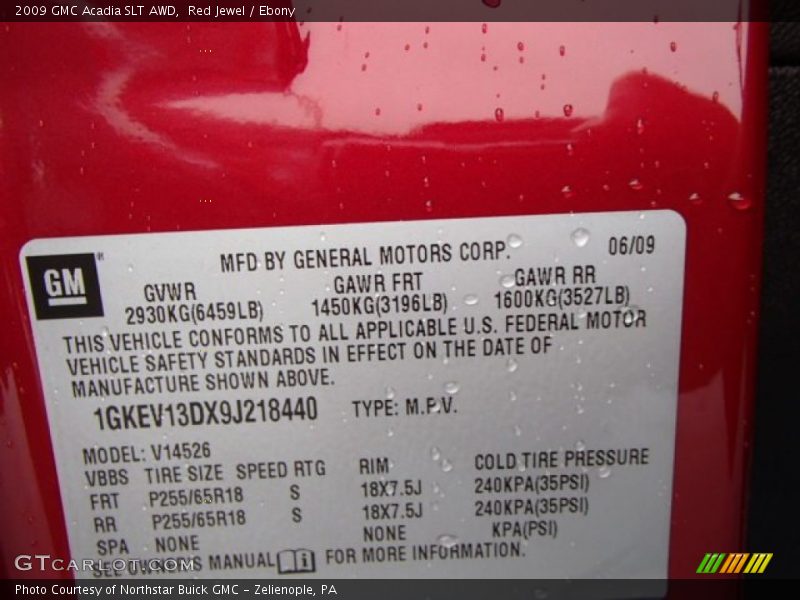 2009 GMC Acadia SLT AWD,  Red Jewel / Ebony
GM
MFD BY GENERAL MOTORS CORP. 06/09
GVWR GAWR FRT GAWR RR
2930KG(6459LB) 1450KG(3196LB) 1600KG(3527LB)
THIS VEHICLE CONFORMS TO ALL APPLICABLE U.S. FEDERAL MOTOR
VEHICLE SAFETY STANDARDS IN EFFECT ON THE DATE OF
MANUFACTURE SHOWN ABOVE.
1GKEV13DX9J218440 TYPE: M.P.V.
MODEL: V14526
VBBS TIRE SIZE SPEED RTG RIM COLD TIRE PRESSURE
FRT P255/65R18 S 18X7.5J 240KPA(35PSI)
RR P255/65R18 S 18X7.5J 240KPA(35PSI)
SPA NONE NONE KPA(PSI)
SEE OWNERS MANUAL FOR MORE INFORMATION.
GTCarLot.com
Photo Courtesy of Northstar Buick GMC - Zelienople, PA